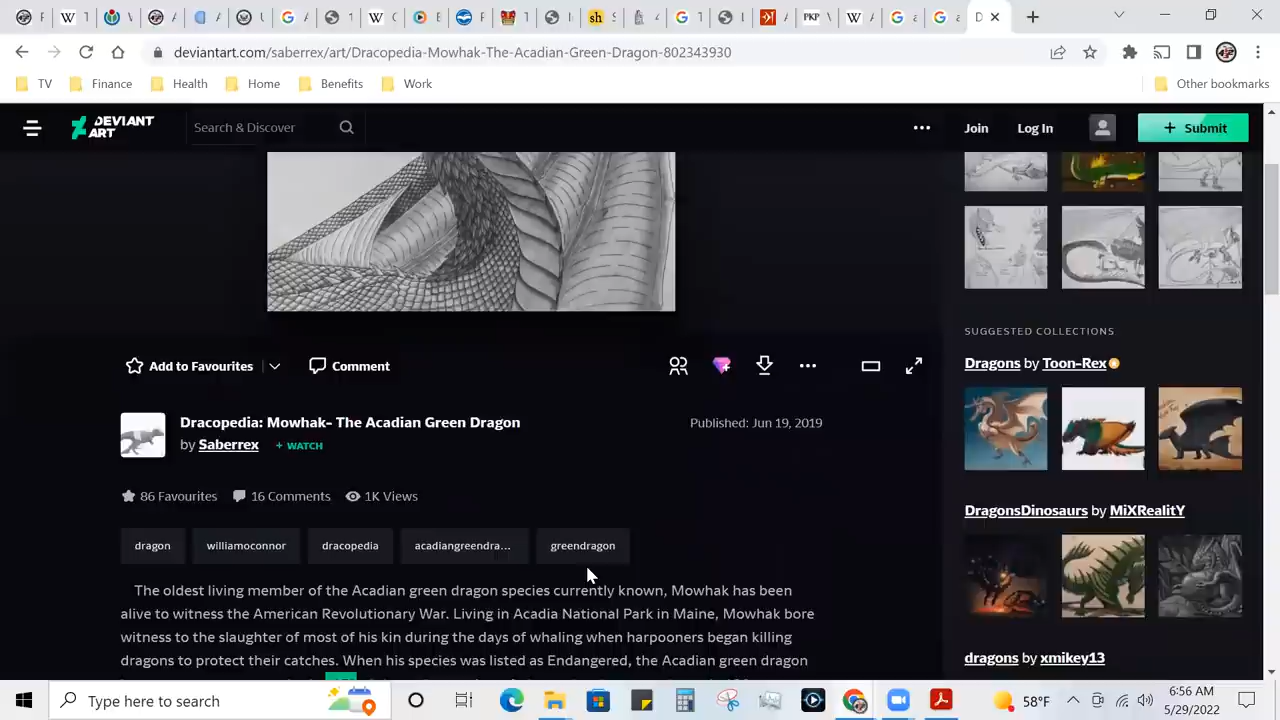 F
T
A
A
G
S
C
B
T
I
sh S
G T
A
PKP V
W A
G a
G a
D
deviantart.com/saberrex/art/Dracopedia-Mowhak-The-Acadian-Green-Dragon-802343930
TV
Finance
Health
Home
Benefits
Work
Other bookmarks
DEVIANT
ART
Search & Discover
Join
Log In
Submit
SUGGESTED COLLECTIONS
Dragons by Toon-Rex
DragonsDinosaurs by MiXRealitY
dragons by xmikey13
Add to Favourites
Comment
Dracopedia: Mowhak- The Acadian Green Dragon
Published: Jun 19, 2019
by Saberrex + WATCH
86 Favourites 16 Comments 1K Views
dragon williamoconnor dracopedia acadiangreendra... greendragon
The oldest living member of the Acadian green dragon species currently known, Mowhak has been
alive to witness the American Revolutionary War. Living in Acadia National Park in Maine, Mowhak bore
witness to the slaughter of most of his kin during the days of whaling when harpooners began killing
dragons to protect their catches. When his species was listed as Endangered, the Acadian green dragon
Type here to search
58°F
6:56 AM
5/29/2022